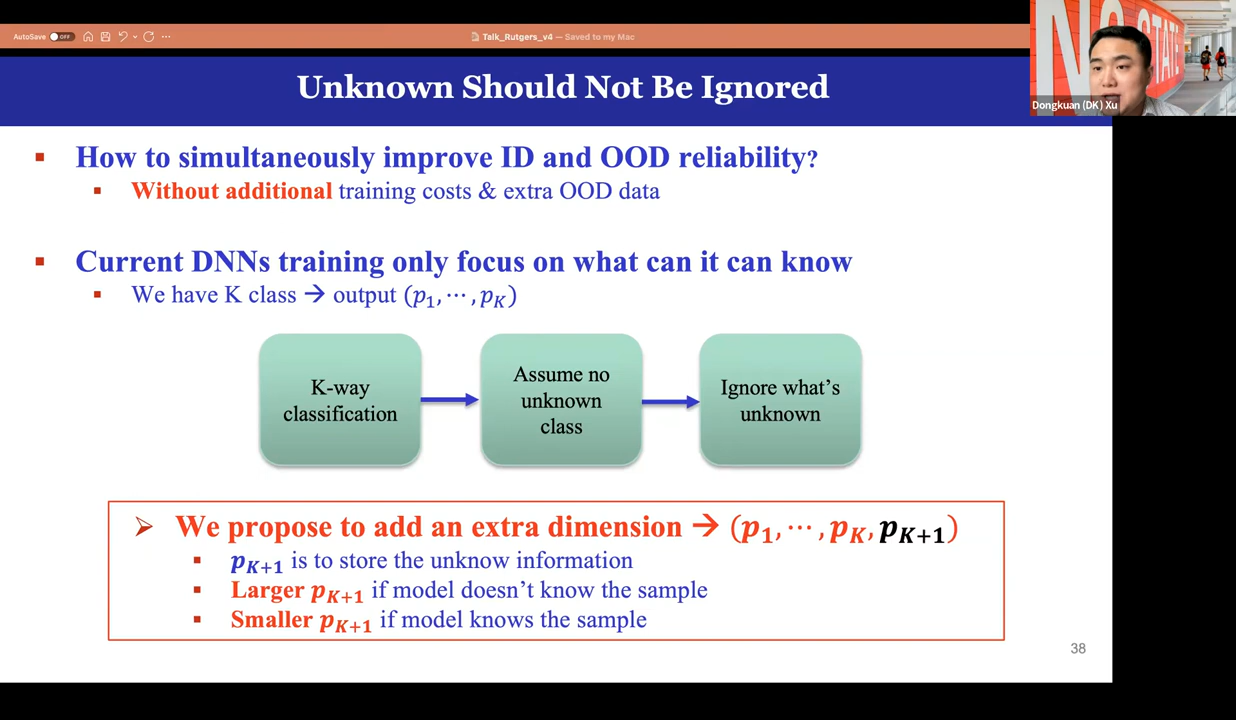 AutoSave OFF
Talk_Rutgers_v4 — Saved to my Mac
Unknown Should Not Be Ignored
▪ How to simultaneously improve ID and OOD reliability?
▪ Without additional training costs & extra OOD data
▪ Current DNNs training only focus on what can it can know
▪ We have K class → output (p₁, ⋯ , p_K)
K-way
classification
Assume no
unknown
class
Ignore what's
unknown
➢ We propose to add an extra dimension → (p₁, ⋯ , p_K, p_K+1)
▪ p_K+1 is to store the unknow information
▪ Larger p_K+1 if model doesn't know the sample
▪ Smaller p_K+1 if model knows the sample
38
STATE
Dongkuan (DK) Xu